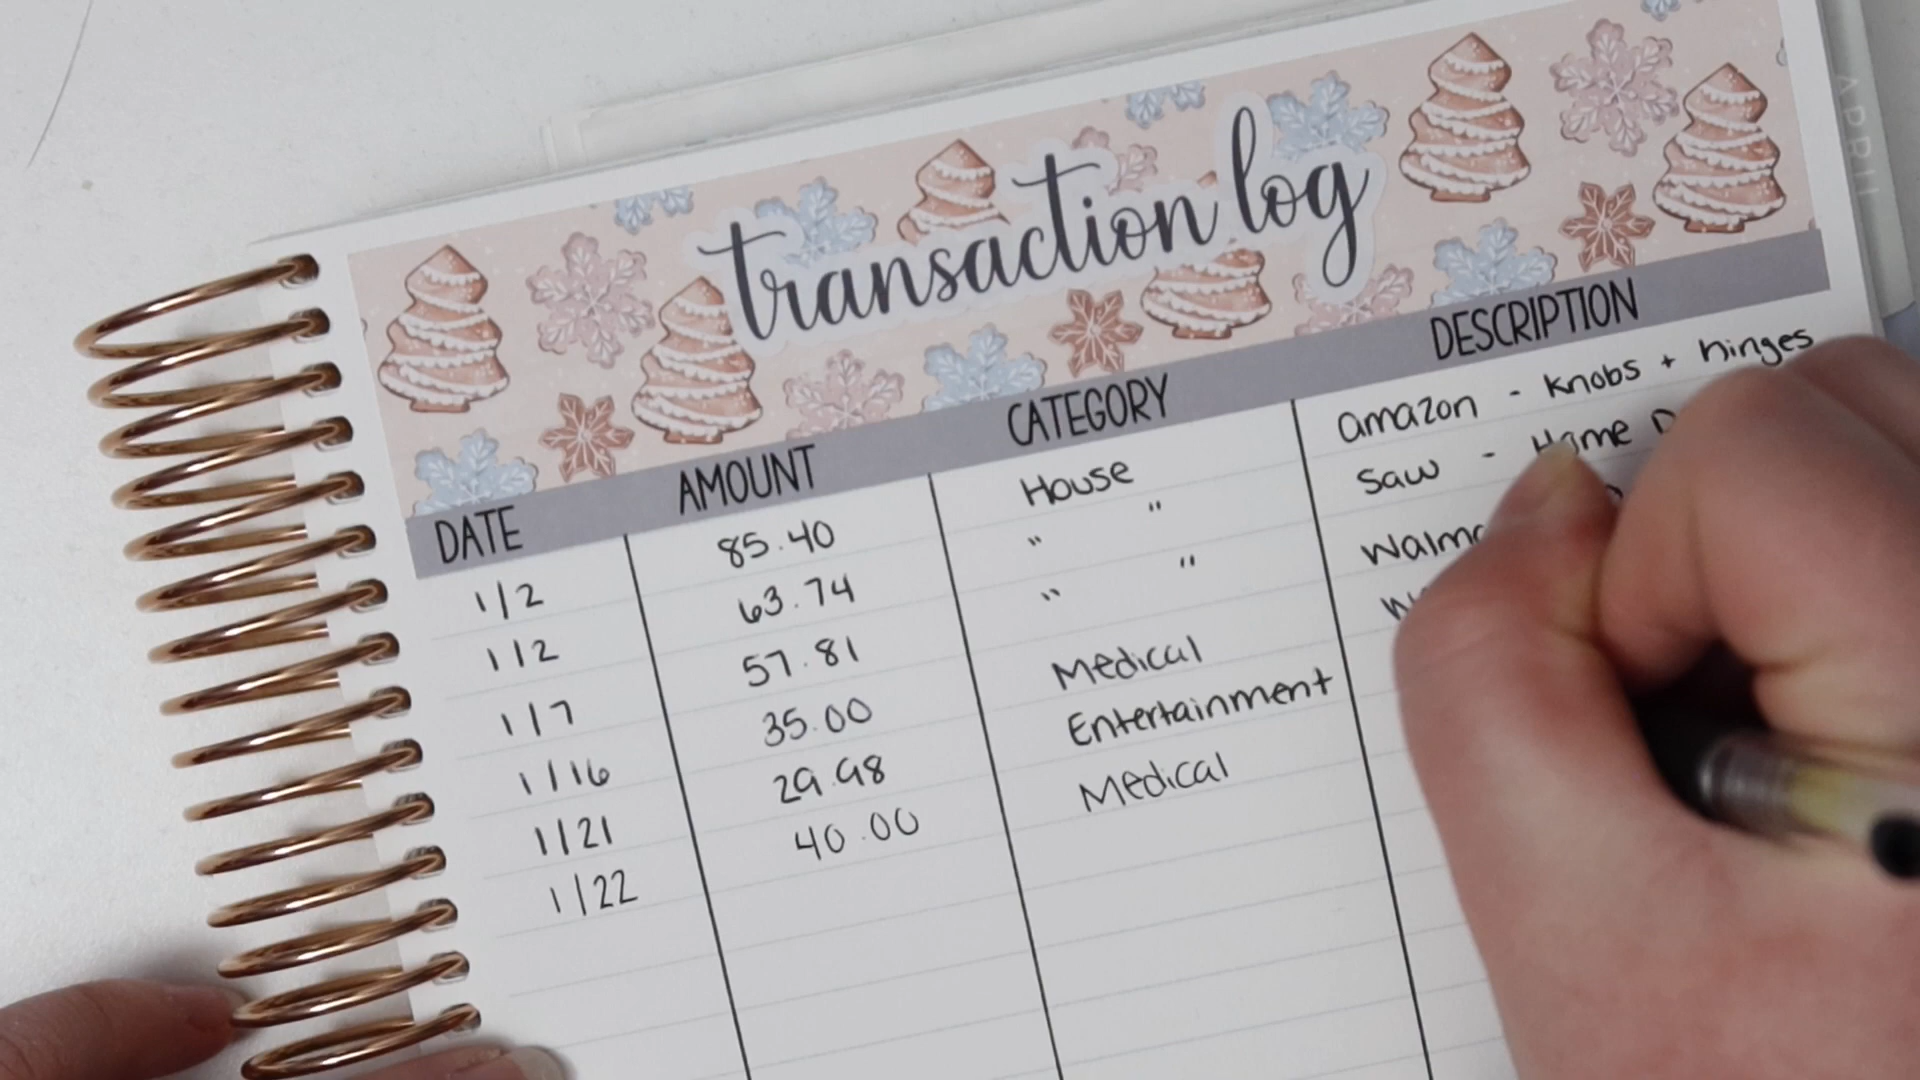 APRIL
transaction log
DATE AMOUNT CATEGORY DESCRIPTION
1/2 85.40 House amazon - knobs + hinges
1/2 63.74 " " Saw - Home
1/7 57.81 " "
1/16 35.00 Medical
1/21 29.98 Entertainment
1/22 40.00 Medical